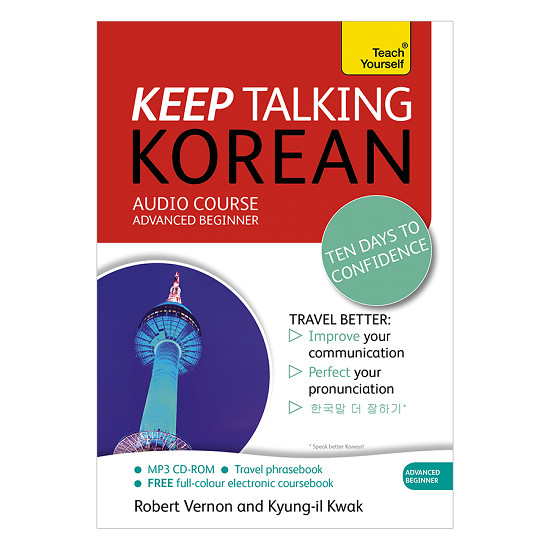 Teach®
Yourself
KEEP TALKING
KOREAN
AUDIO COURSE
ADVANCED BEGINNER
TEN DAYS TO
CONFIDENCE
TRAVEL BETTER:
Improve your
communication
Perfect your
pronunciation
한국말 더 잘하기*
* Speak better Korean!
• MP3 CD-ROM • Travel phrasebook
• FREE full-colour electronic coursebook
ADVANCED
BEGINNER
Robert Vernon and Kyung-il Kwak